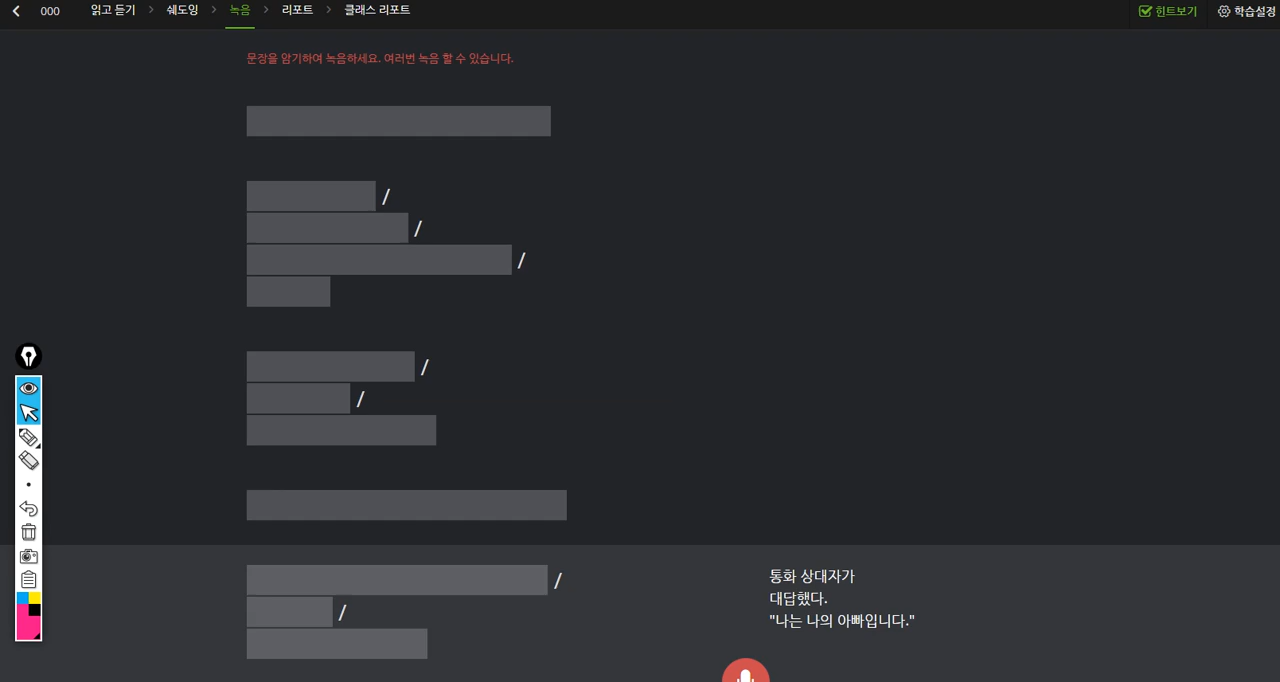 000 읽고 듣기 쉐도잉 녹음 리포트 클래스 리포트 힌트보기 학습설정
문장을 암기하여 녹음하세요. 여러번 녹음 할 수 있습니다.
/
/
/
/
/
/ 통화 상대자가
대답했다.
/
"나는 나의 아빠입니다."